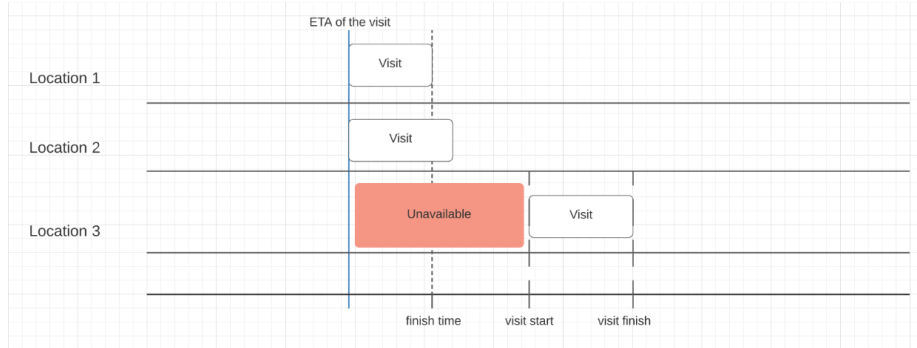 ETA of the visit
Location 1
Visit
Location 2
Visit
Location 3
Unavailable
Visit
finish time
visit start
visit finish